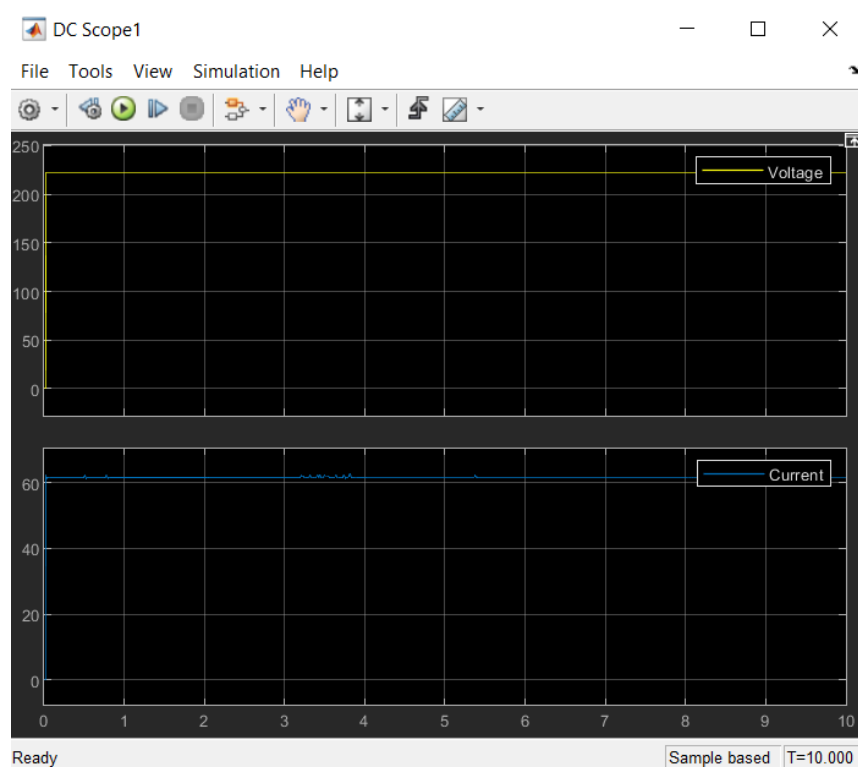 DC Scope1
File Tools View Simulation Help
250
Voltage
200
150
100
50
0
Current
60
40
20
0
0 1 2 3 4 5 6 7 8 9 10
Ready Sample based T=10.000